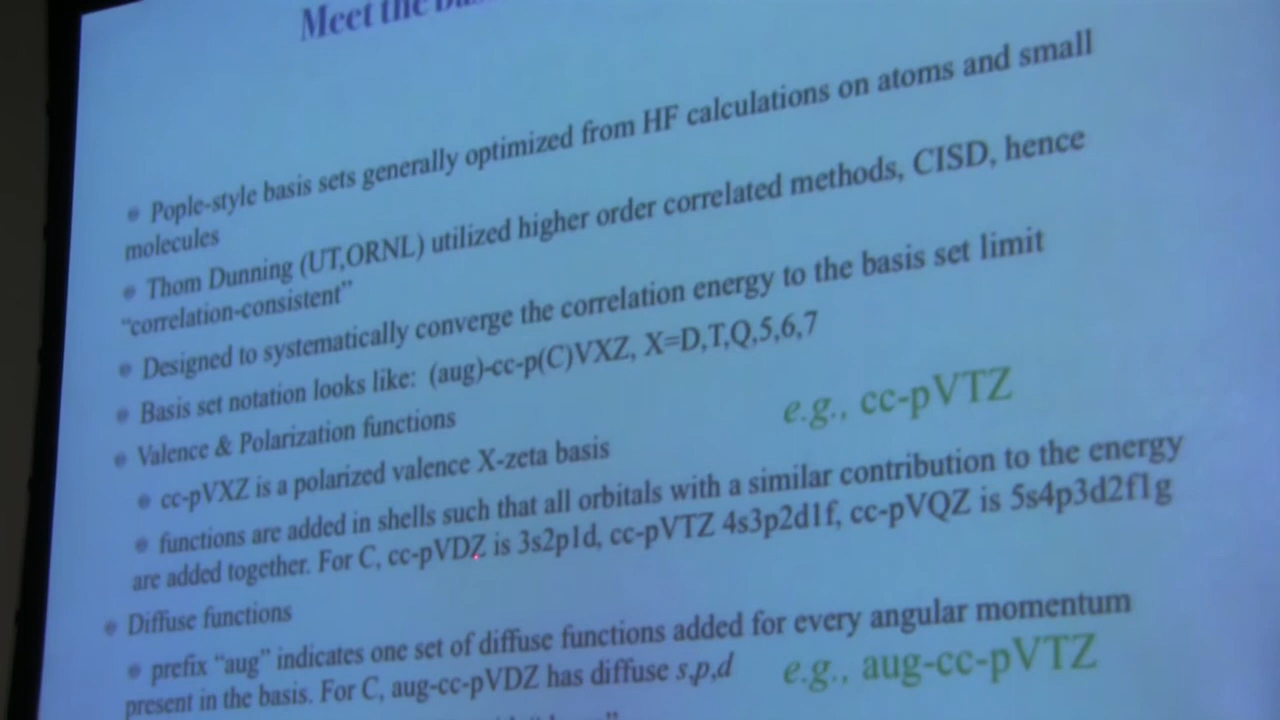 Meet the
• Pople-style basis sets generally optimized from HF calculations on atoms and small
molecules
• Thom Dunning (UT,ORNL) utilized higher order correlated methods, CISD, hence
“correlation-consistent”
• Designed to systematically converge the correlation energy to the basis set limit
• Basis set notation looks like: (aug)-cc-p(C)VXZ, X=D,T,Q,5,6,7
• Valence & Polarization functions
e.g., cc-pVTZ
• cc-pVXZ is a polarized valence X-zeta basis
• functions are added in shells such that all orbitals with a similar contribution to the energy
are added together. For C, cc-pVDZ is 3s2p1d, cc-pVTZ 4s3p2d1f, cc-pVQZ is 5s4p3d2f1g
• Diffuse functions
• prefix “aug” indicates one set of diffuse functions added for every angular momentum
present in the basis. For C, aug-cc-pVDZ has diffuse s,p,d
e.g., aug-cc-pVTZ